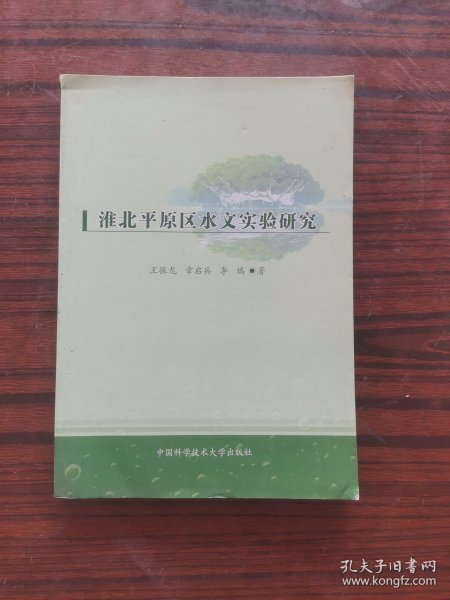 淮北平原区水文实验研究
王振龙 章启兵 李瑞 ● 著
中国科学技术大学出版社
孔夫子旧书网
www.kongfz.com